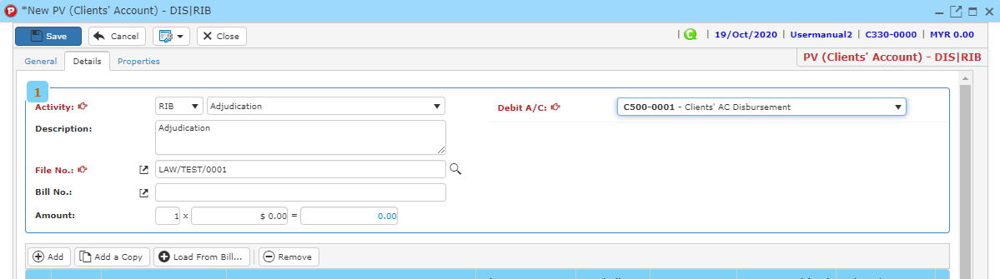 P *New PV (Clients' Account) - DIS|RIB
Save Cancel Close | | 19/Oct/2020 | Usermanual2 | C330-0000 | MYR 0.00
General Details Properties PV (Clients' Account) - DIS|RIB
1
Activity: RIB Adjudication Debit A/C: C500-0001 - Clients' AC Disbursement
Description: Adjudication
File No.: LAW/TEST/0001
Bill No.:
Amount: 1 x $ 0.00 = 0.00
Add Add a Copy Load From Bill... Remove